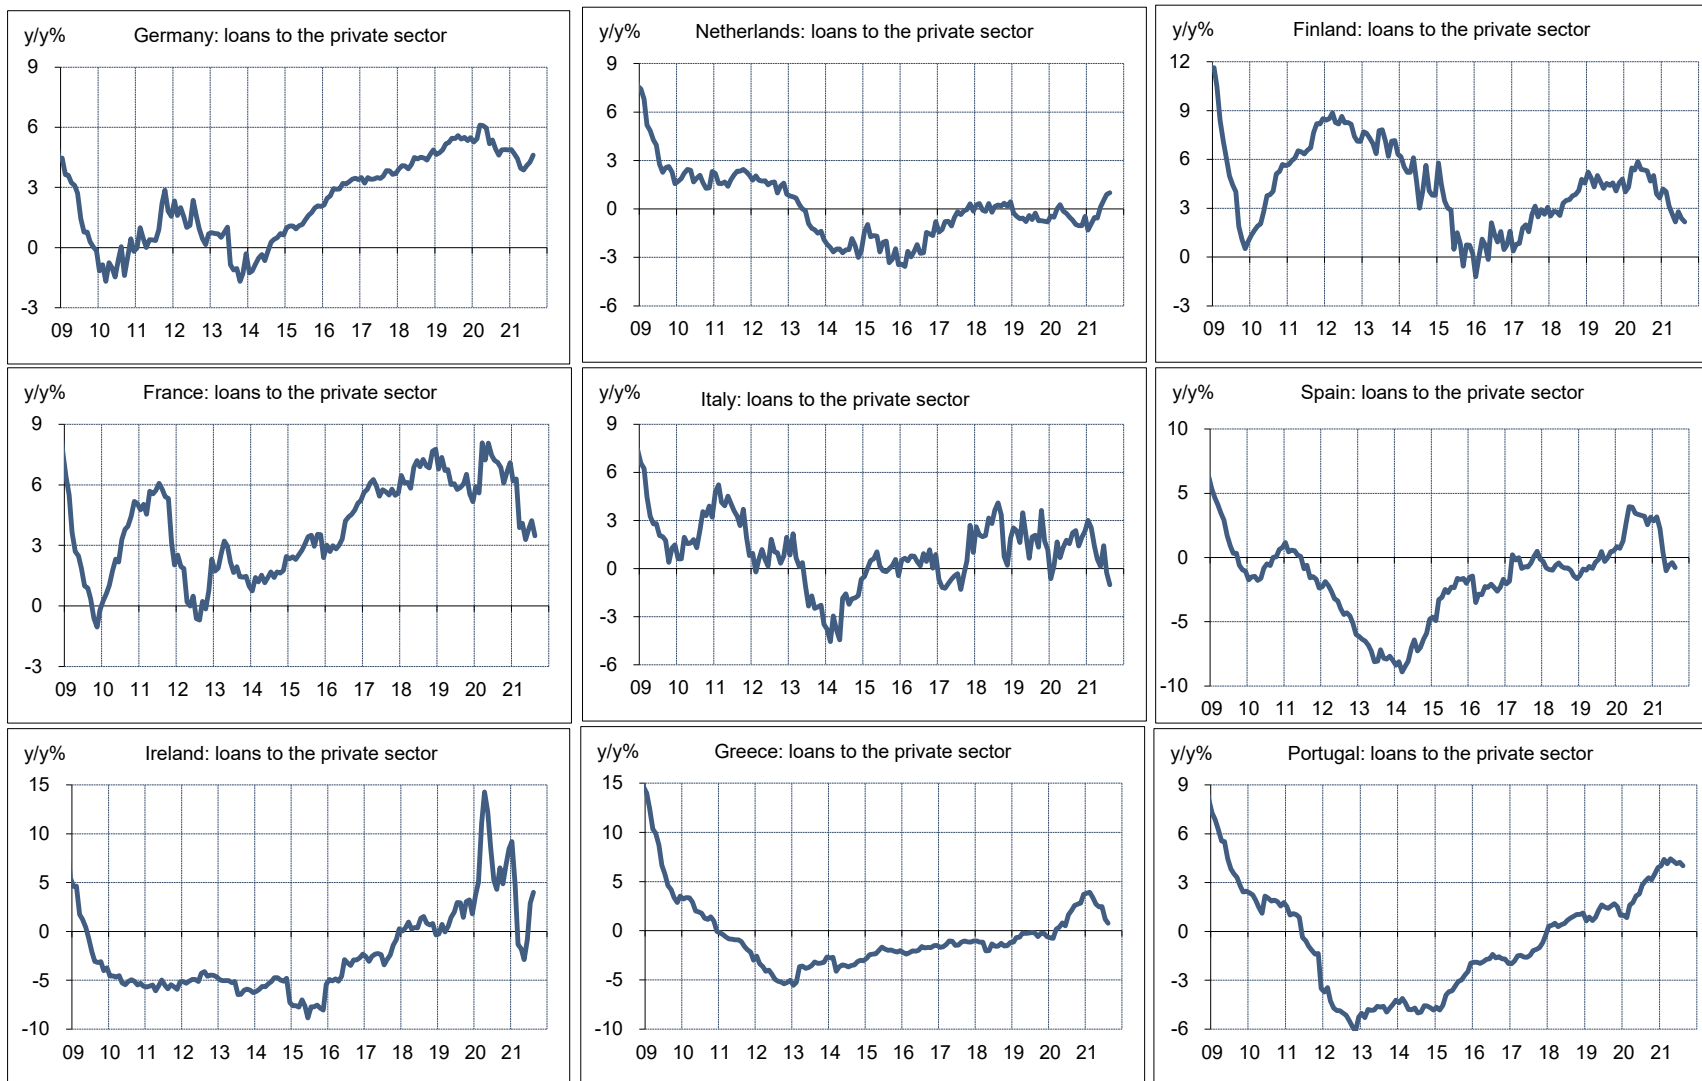 y/y% Germany: loans to the private sector
9
6
3
0
-3
09 10 11 12 13 14 15 16 17 18 19 20 21
y/y% Netherlands: loans to the private sector
9
6
3
0
-3
-6
09 10 11 12 13 14 15 16 17 18 19 20 21
y/y% Finland: loans to the private sector
12
9
6
3
0
-3
09 10 11 12 13 14 15 16 17 18 19 20 21
y/y% France: loans to the private sector
9
6
3
0
-3
09 10 11 12 13 14 15 16 17 18 19 20 21
y/y% Italy: loans to the private sector
9
6
3
0
-3
-6
09 10 11 12 13 14 15 16 17 18 19 20 21
y/y% Spain: loans to the private sector
10
5
0
-5
-10
09 10 11 12 13 14 15 16 17 18 19 20 21
y/y% Ireland: loans to the private sector
15
10
5
0
-5
-10
09 10 11 12 13 14 15 16 17 18 19 20 21
y/y% Greece: loans to the private sector
15
10
5
0
-5
-10
09 10 11 12 13 14 15 16 17 18 19 20 21
y/y% Portugal: loans to the private sector
9
6
3
0
-3
-6
09 10 11 12 13 14 15 16 17 18 19 20 21